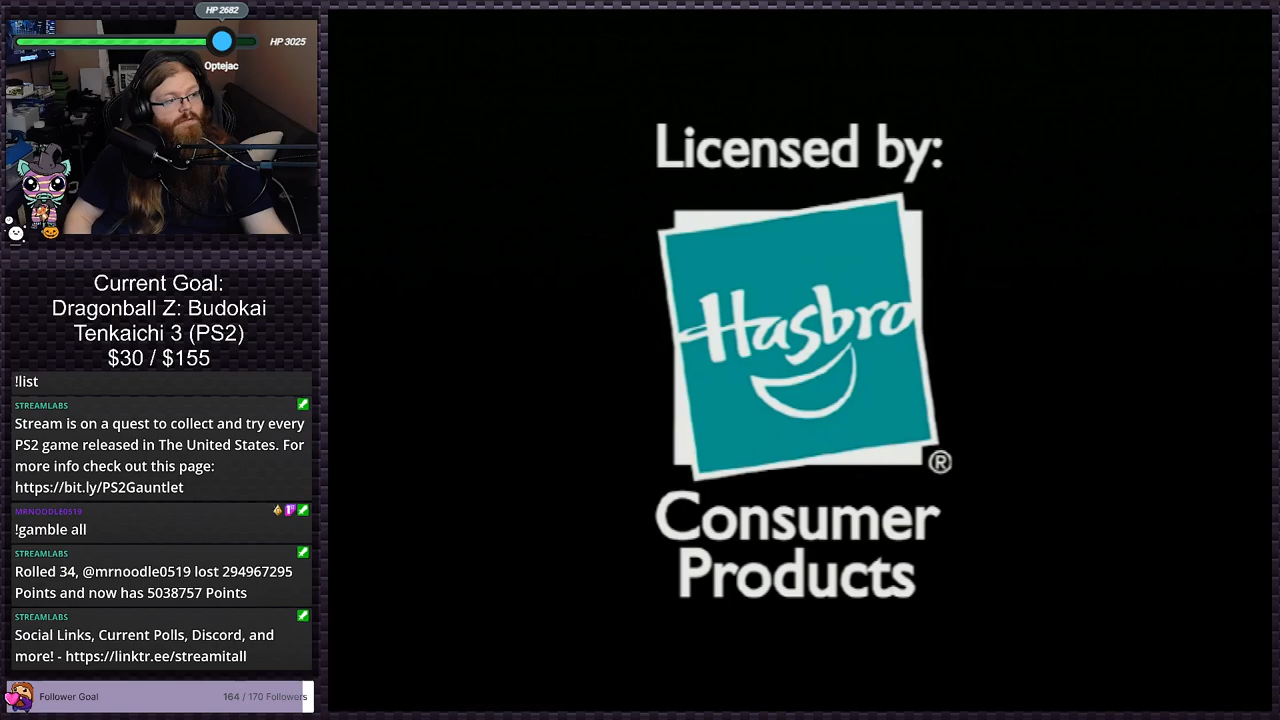 HP 2682
HP 3025
Optejac
Current Goal:
Dragonball Z: Budokai
Tenkaichi 3 (PS2)
$30 / $155
!list
STREAMLABS
Stream is on a quest to collect and try every
PS2 game released in The United States. For
more info check out this page:
https://bit.ly/PS2Gauntlet
MRNOODLE0519
!gamble all
STREAMLABS
Rolled 34, @mrnoodle0519 lost 294967295
Points and now has 5038757 Points
STREAMLABS
Social Links, Current Polls, Discord, and
more! - https://linktr.ee/streamitall
Follower Goal
164 / 170 Followers
Licensed by:
Hasbro
®
Consumer
Products